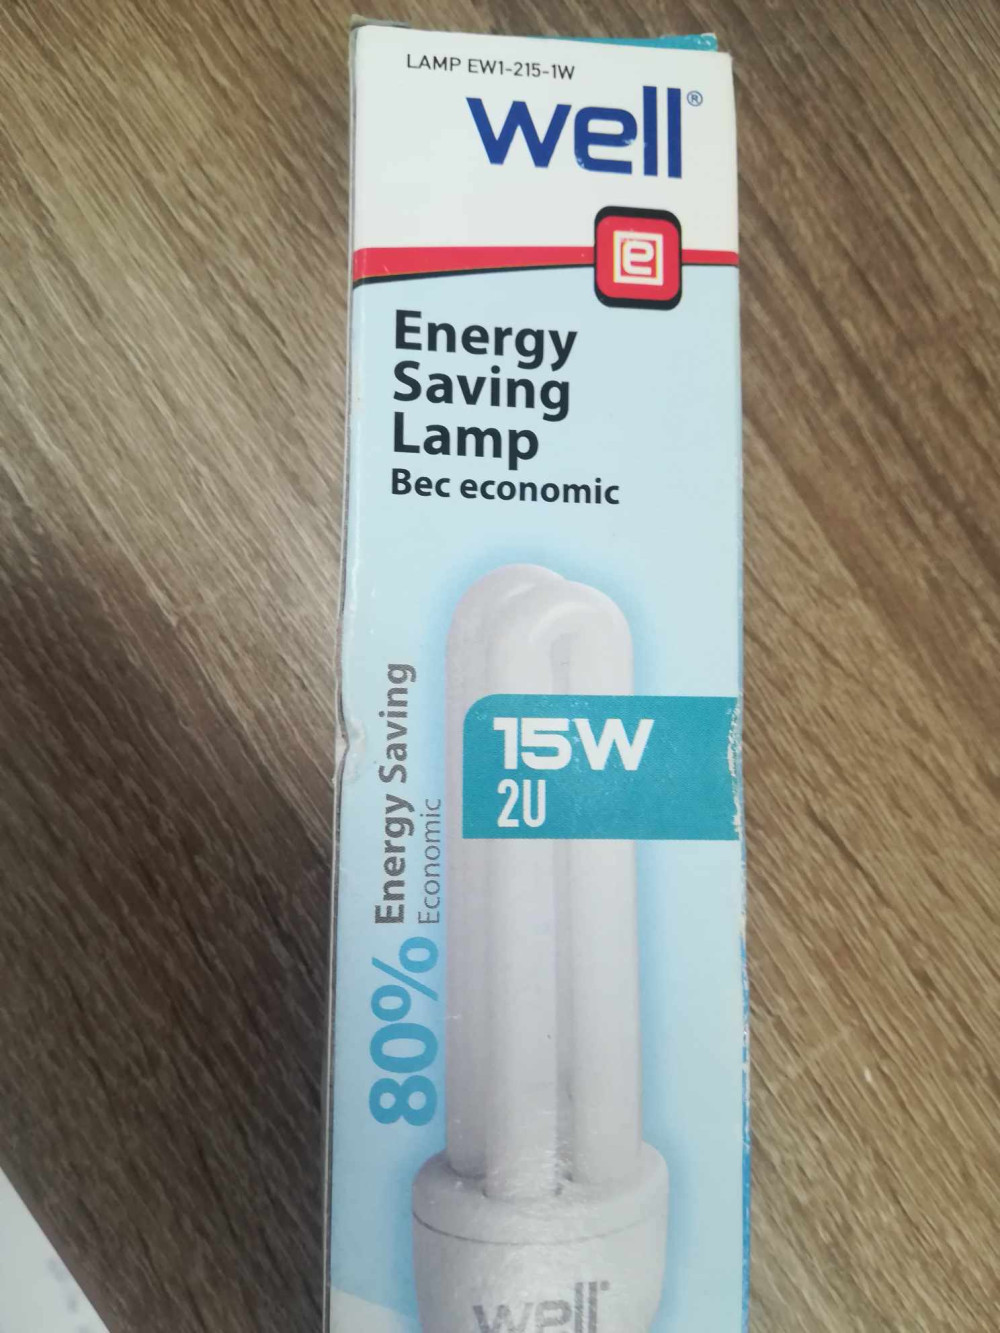 LAMP EW1-215-1W
well®
e
Energy
Saving
Lamp
Bec economic
15W
2U
80% Energy Saving
Economic
well